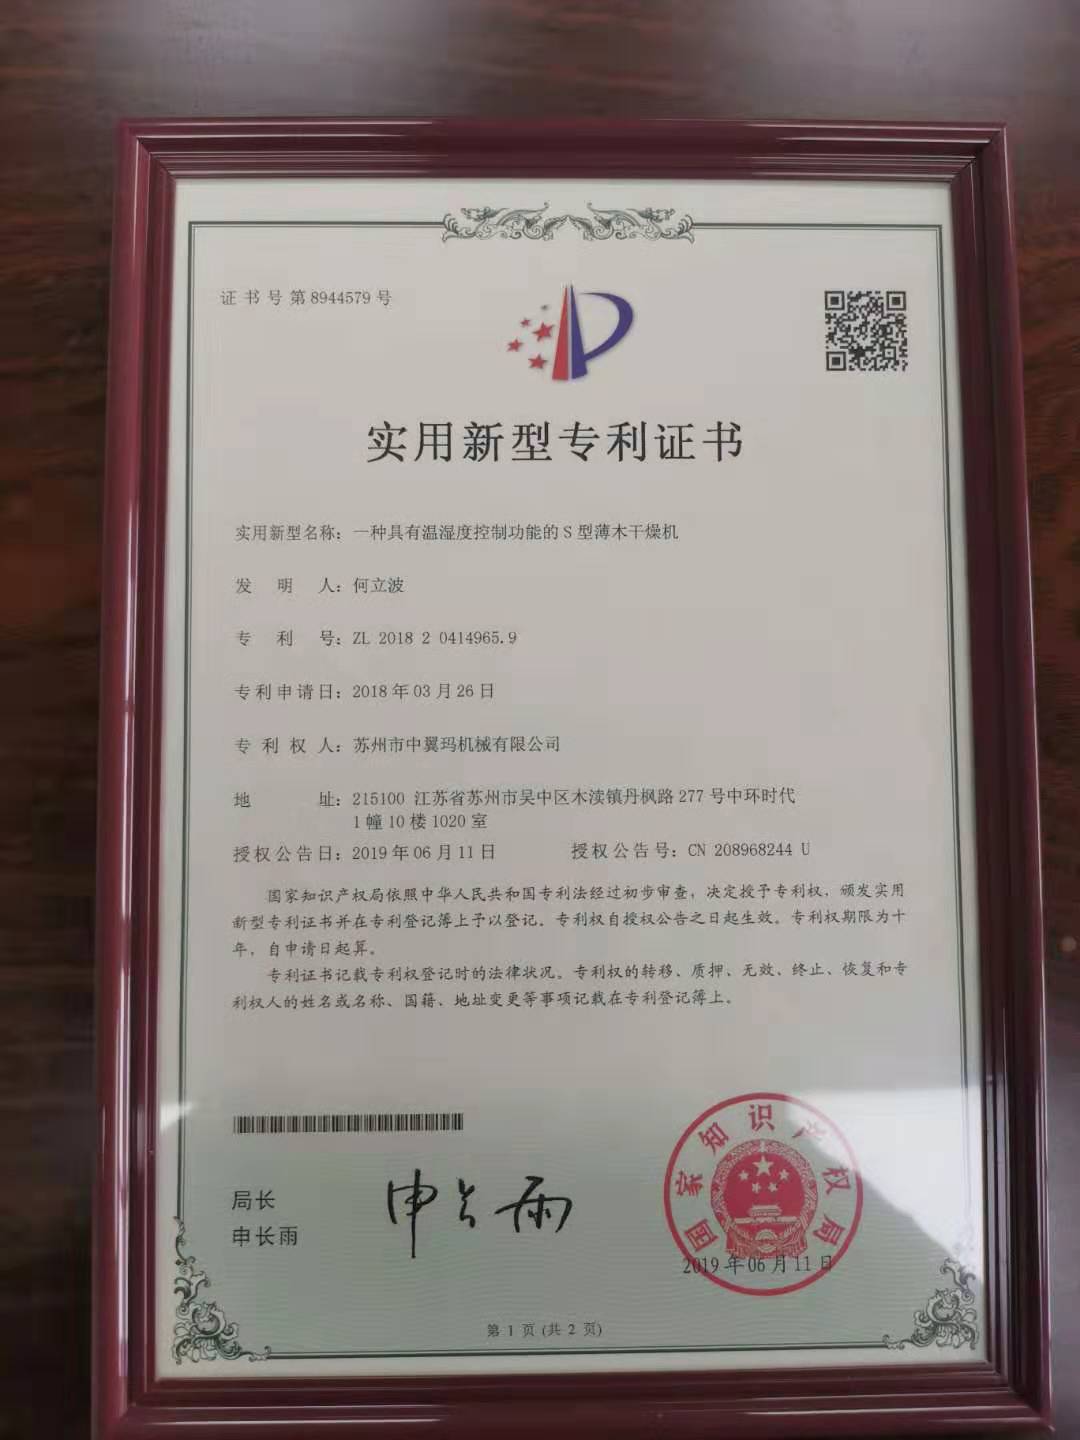 证书号第8944579号
实用新型专利证书
实用新型名称：一种具有温湿度控制功能的S型薄木干燥机
发明人：何立波
专利号：ZL 2018 2 0414965.9
专利申请日：2018年03月26日
专利权人：苏州市中翼玛机械有限公司
地址：215100 江苏省苏州市吴中区木渎镇丹枫路277号中环时代
1幢10楼1020室
授权公告日：2019年06月11日 授权公告号：CN 208968244 U
国家知识产权局依照中华人民共和国专利法经过初步审查，决定授予专利权，颁发实用
新型专利证书并在专利登记簿上予以登记。专利权自授权公告之日起生效。专利权期限为十
年，自申请日起算。
专利证书记载专利权登记时的法律状况。专利权的转移、质押、无效、终止、恢复和专
利权人的姓名或名称、国籍、地址变更等事项记载在专利登记簿上。
局长
申长雨
申长雨
国家知识产权局
2019年06月11日
第 1 页 (共 2 页)